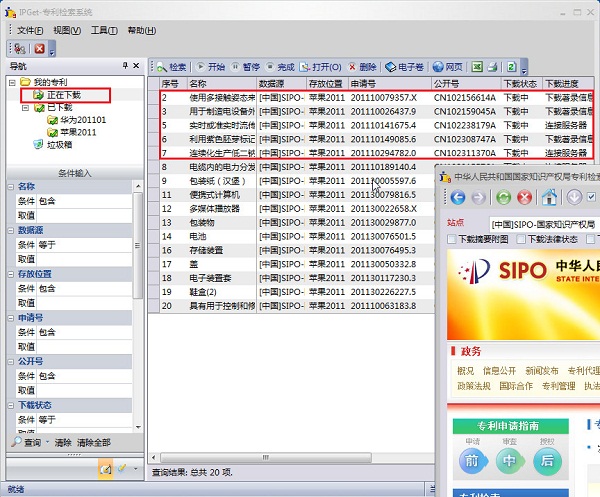 IPGet-专利检索系统
文件(F) 视图(V) 工具(T) 帮助(H)
导航
我的专利
正在下载
已下载
华为201101
苹果2011
垃圾箱
条件输入
名称
条件 包含
取值
数据源
条件 等于
取值
存放位置
条件 包含
取值
申请号
条件 包含
取值
公开号
条件 包含
取值
下载状态
条件 等于
取值
查询 清除 清除全部
就绪
检索 开始 暂停 完成 打开(O) 删除 电子卷 网页
序号 名称 数据源 存放位置 申请号 公开号 下载状态 下载进度
2 使用多接触姿态来 [中国]SIPO- 苹果2011 201110079357.X CN102156614A 下载中 下载著录信息
3 用于制造电设备外 [中国]SIPO- 苹果2011 201110026437.9 CN102159045A 下载中 下载著录信息
5 实时或准实时流传 [中国]SIPO- 苹果2011 201110141675.4 CN102238179A 下载中 连接服务器
6 利用紫色荭芽标记 [中国]SIPO- 苹果2011 201110149085.6 CN102308747A 下载中 下载著录信息
7 连续化生产低二钠 [中国]SIPO- 苹果2011 201110294782.0 CN102311370A 下载中 连接服务器
8 电缆内的电力分发 [中国]SIPO- 苹果2011 201110189140.4
9 包装纸（汉堡） [中国]SIPO- 苹果2011 201130005597.6
11 便携式计算机 [中国]SIPO- 苹果2011 201130079816.5
12 多媒体播放器 [中国]SIPO- 苹果2011 201130022658.X
13 包装物 [中国]SIPO- 苹果2011 201130029877.0
14 电池 [中国]SIPO- 苹果2011 201130076501.5
16 存储装置 [中国]SIPO- 苹果2011 201130076495.3
17 盖 [中国]SIPO- 苹果2011 201130050332.8
18 电子装置套 [中国]SIPO- 苹果2011 201130117230.3
19 鞋盒(2) [中国]SIPO- 苹果2011 201130226227.5
20 具有用于控制和修 [中国]SIPO- 苹果2011 201110063183.8
查询结果: 总共 20 项.
中华人民共和国国家知识产权局专利检索
站点 [中国]SIPO-国家知识产权局
下载摘要附图 下载法律状态
SIPO 中华人民
STATE INTE
政务
概况 信息公开 新闻发布 专利代理
政策法规 国际合作 专利管理 执法
专利申请指南
申请 审查 授权
前 中 后
专利检索